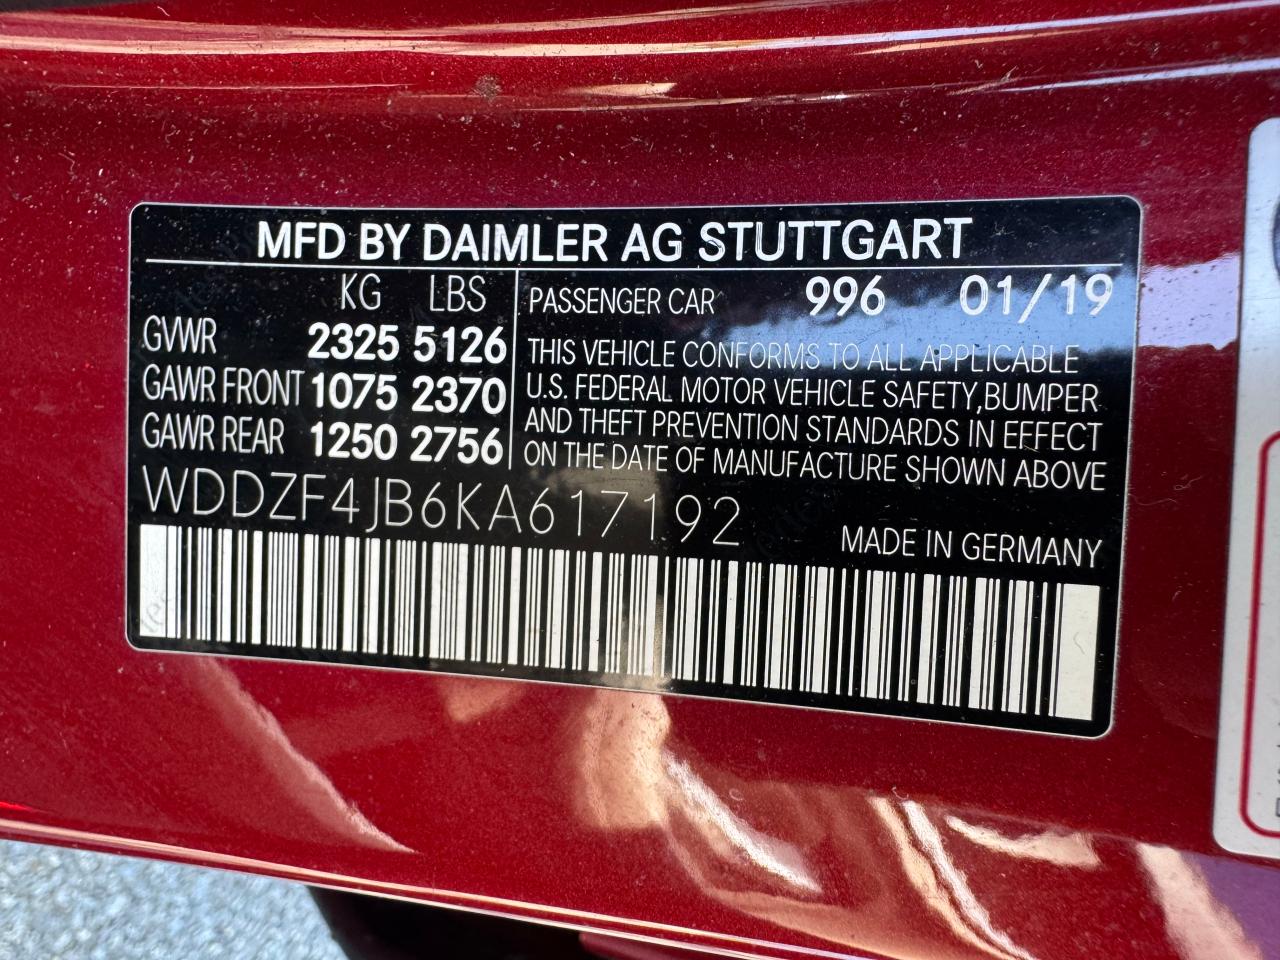 MFD BY DAIMLER AG STUTTGART
KG LBS
GVWR 2325 5126
GAWR FRONT 1075 2370
GAWR REAR 1250 2756
PASSENGER CAR 996 01/19
THIS VEHICLE CONFORMS TO ALL APPLICABLE
U.S. FEDERAL MOTOR VEHICLE SAFETY,BUMPER
AND THEFT PREVENTION STANDARDS IN EFFECT
ON THE DATE OF MANUFACTURE SHOWN ABOVE
WDDZF4JB6KA617192
MADE IN GERMANY